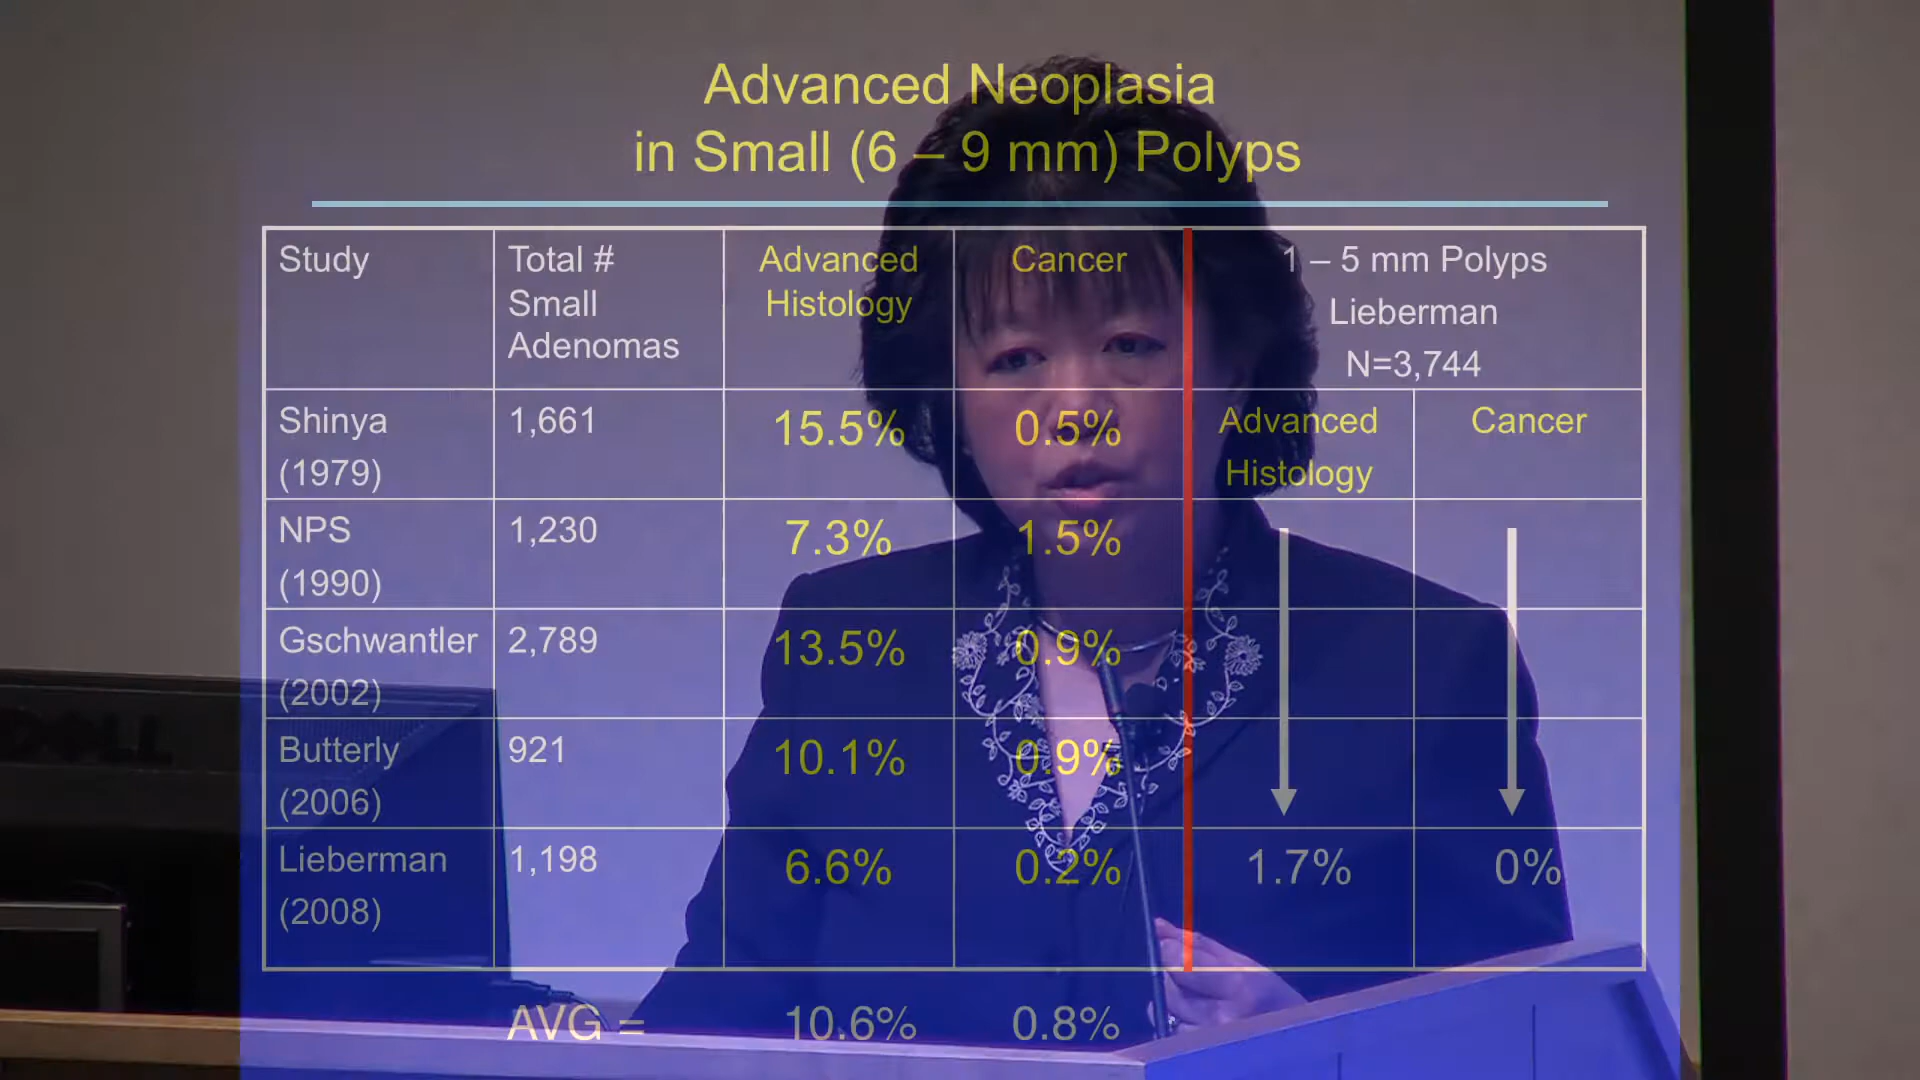 Advanced Neoplasia
in Small (6 – 9 mm) Polyps
Study
Total #
Small
Adenomas
Advanced
Histology
Cancer
1 – 5 mm Polyps
Lieberman
N=3,744
Shinya
(1979)
1,661
15.5%
0.5%
Advanced
Histology
Cancer
NPS
(1990)
1,230
7.3%
1.5%
Gschwantler
(2002)
2,789
13.5%
0.9%
Butterly
(2006)
921
10.1%
0.9%
Lieberman
(2008)
1,198
6.6%
0.2%
1.7%
0%
AVG =
10.6%
0.8%
DELL